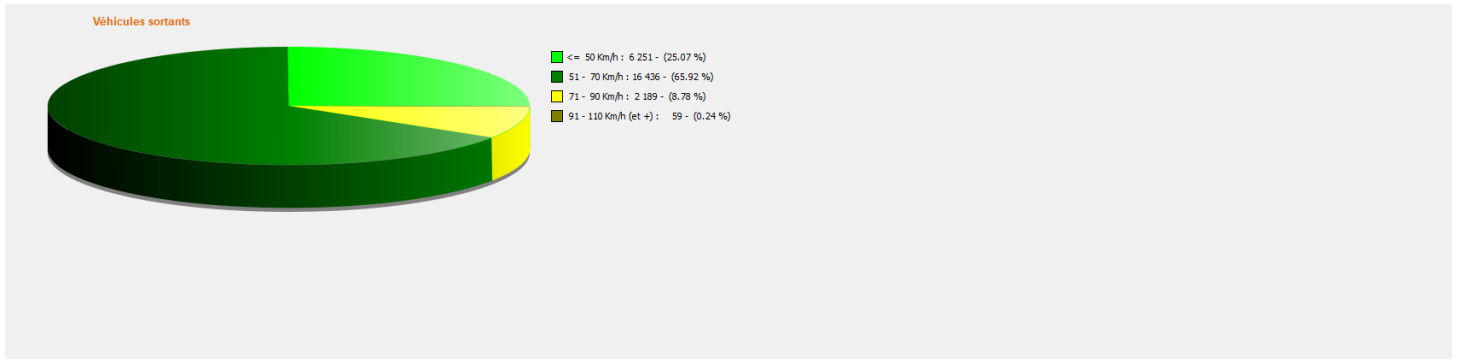 Véhicules sortants
<= 50 Km/h : 6 251 - (25.07 %)
51 - 70 Km/h : 16 436 - (65.92 %)
71 - 90 Km/h : 2 189 - (8.78 %)
91 - 110 Km/h (et +) : 59 - (0.24 %)